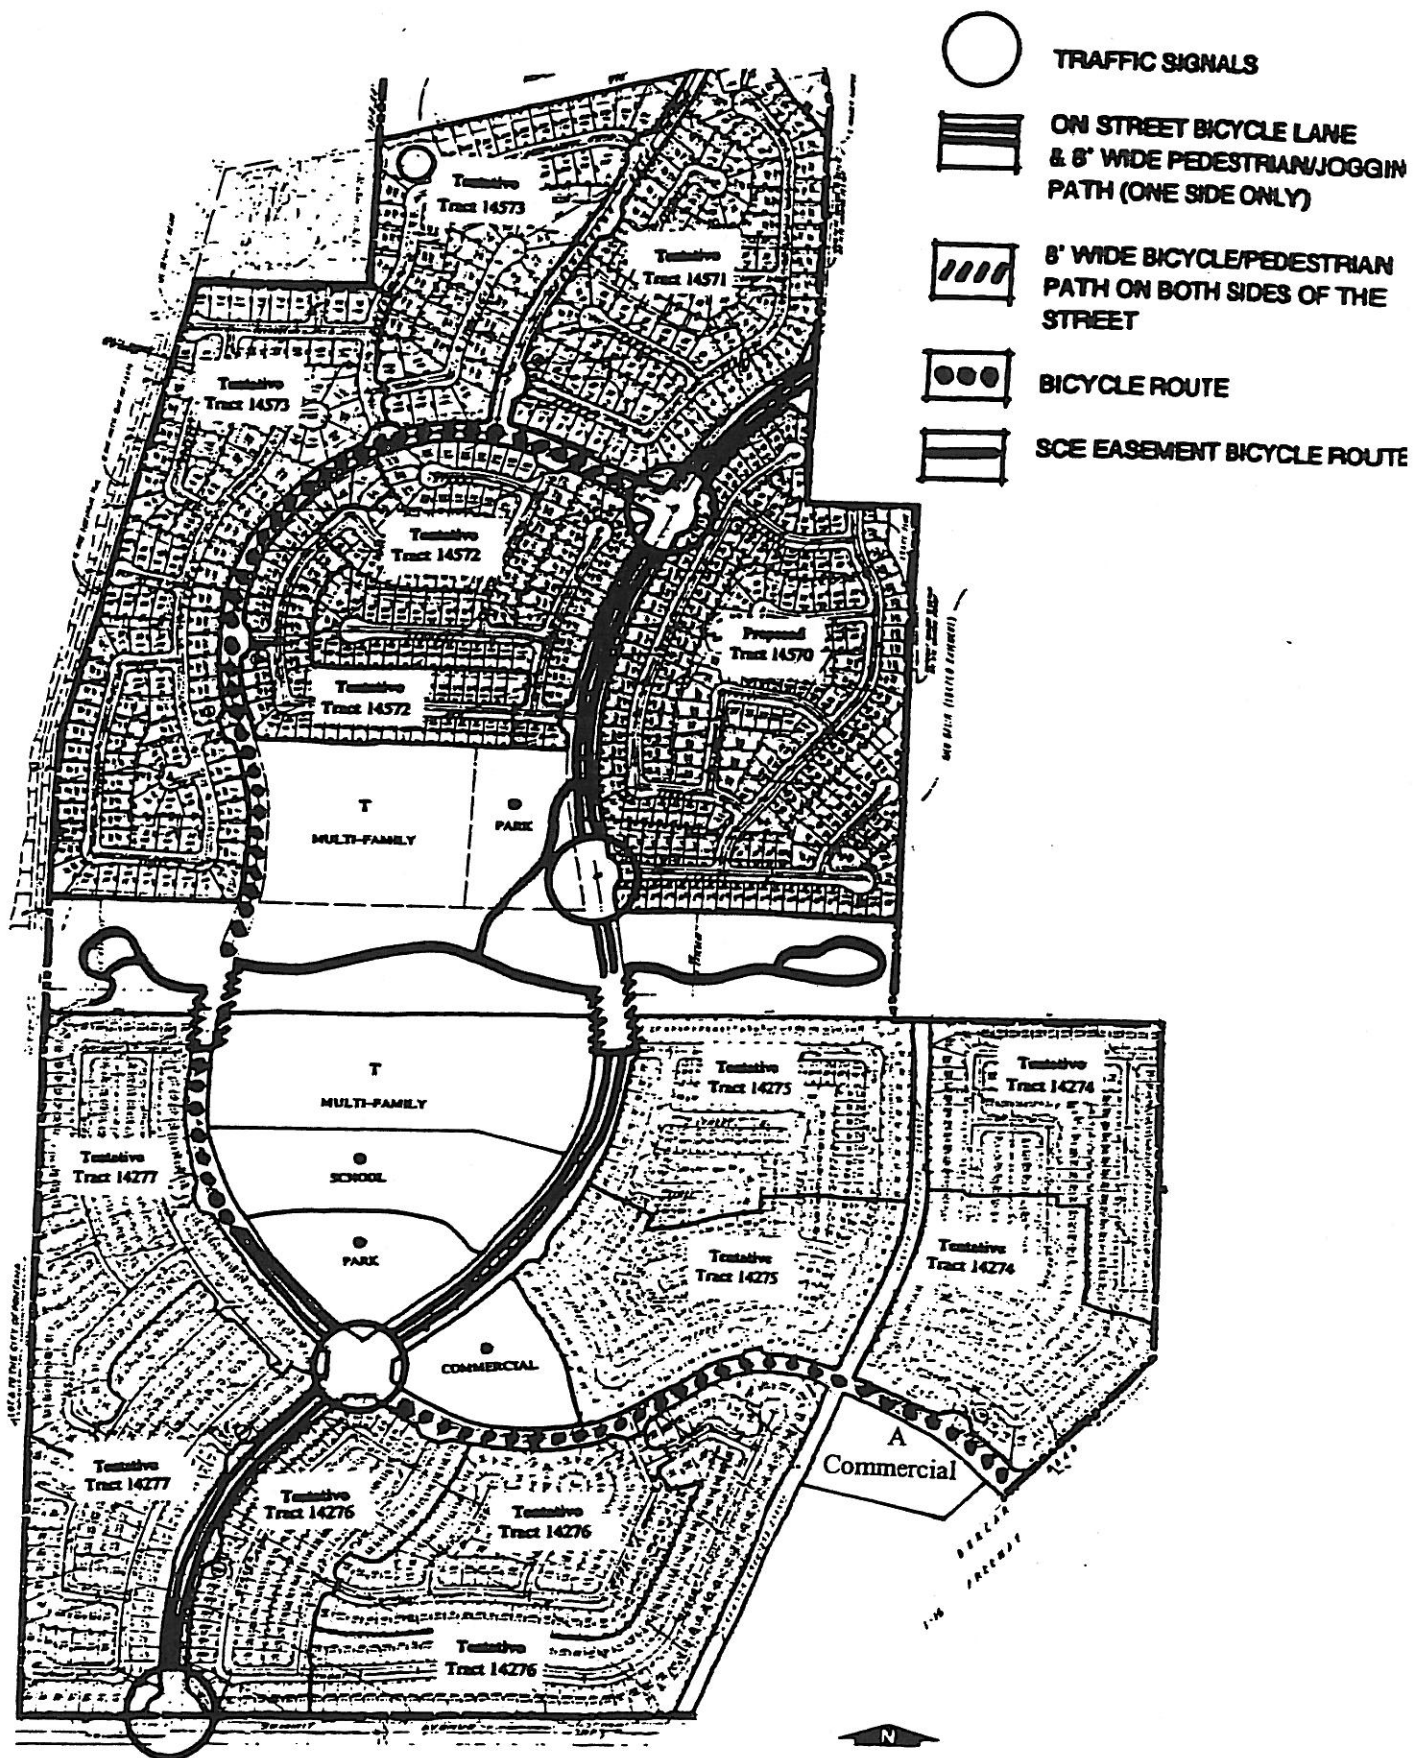 TRAFFIC SIGNALS
ON STREET BICYCLE LANE
& 8' WIDE PEDESTRIAN/JOGGIN
PATH (ONE SIDE ONLY)
8' WIDE BICYCLE/PEDESTRIAN
PATH ON BOTH SIDES OF THE
STREET
BICYCLE ROUTE
SCE EASEMENT BICYCLE ROUTE
Tentative
Tract 14573
Tentative
Tract 14571
Tentative
Tract 14573
Tentative
Tract 14572
Proposed
Tract 14570
Tentative
Tract 14572
T
MULTI-FAMILY
PARK
T
MULTI-FAMILY
Tentative
Tract 14275
Tentative
Tract 14274
Tentative
Tract 14277
SCHOOL
PARK
Tentative
Tract 14275
Tentative
Tract 14274
COMMERCIAL
A
Commercial
Tentative
Tract 14277
Tentative
Tract 14276
Tentative
Tract 14276
Tentative
Tract 14276
FREEWAY
SUMMIT AVENUE
N